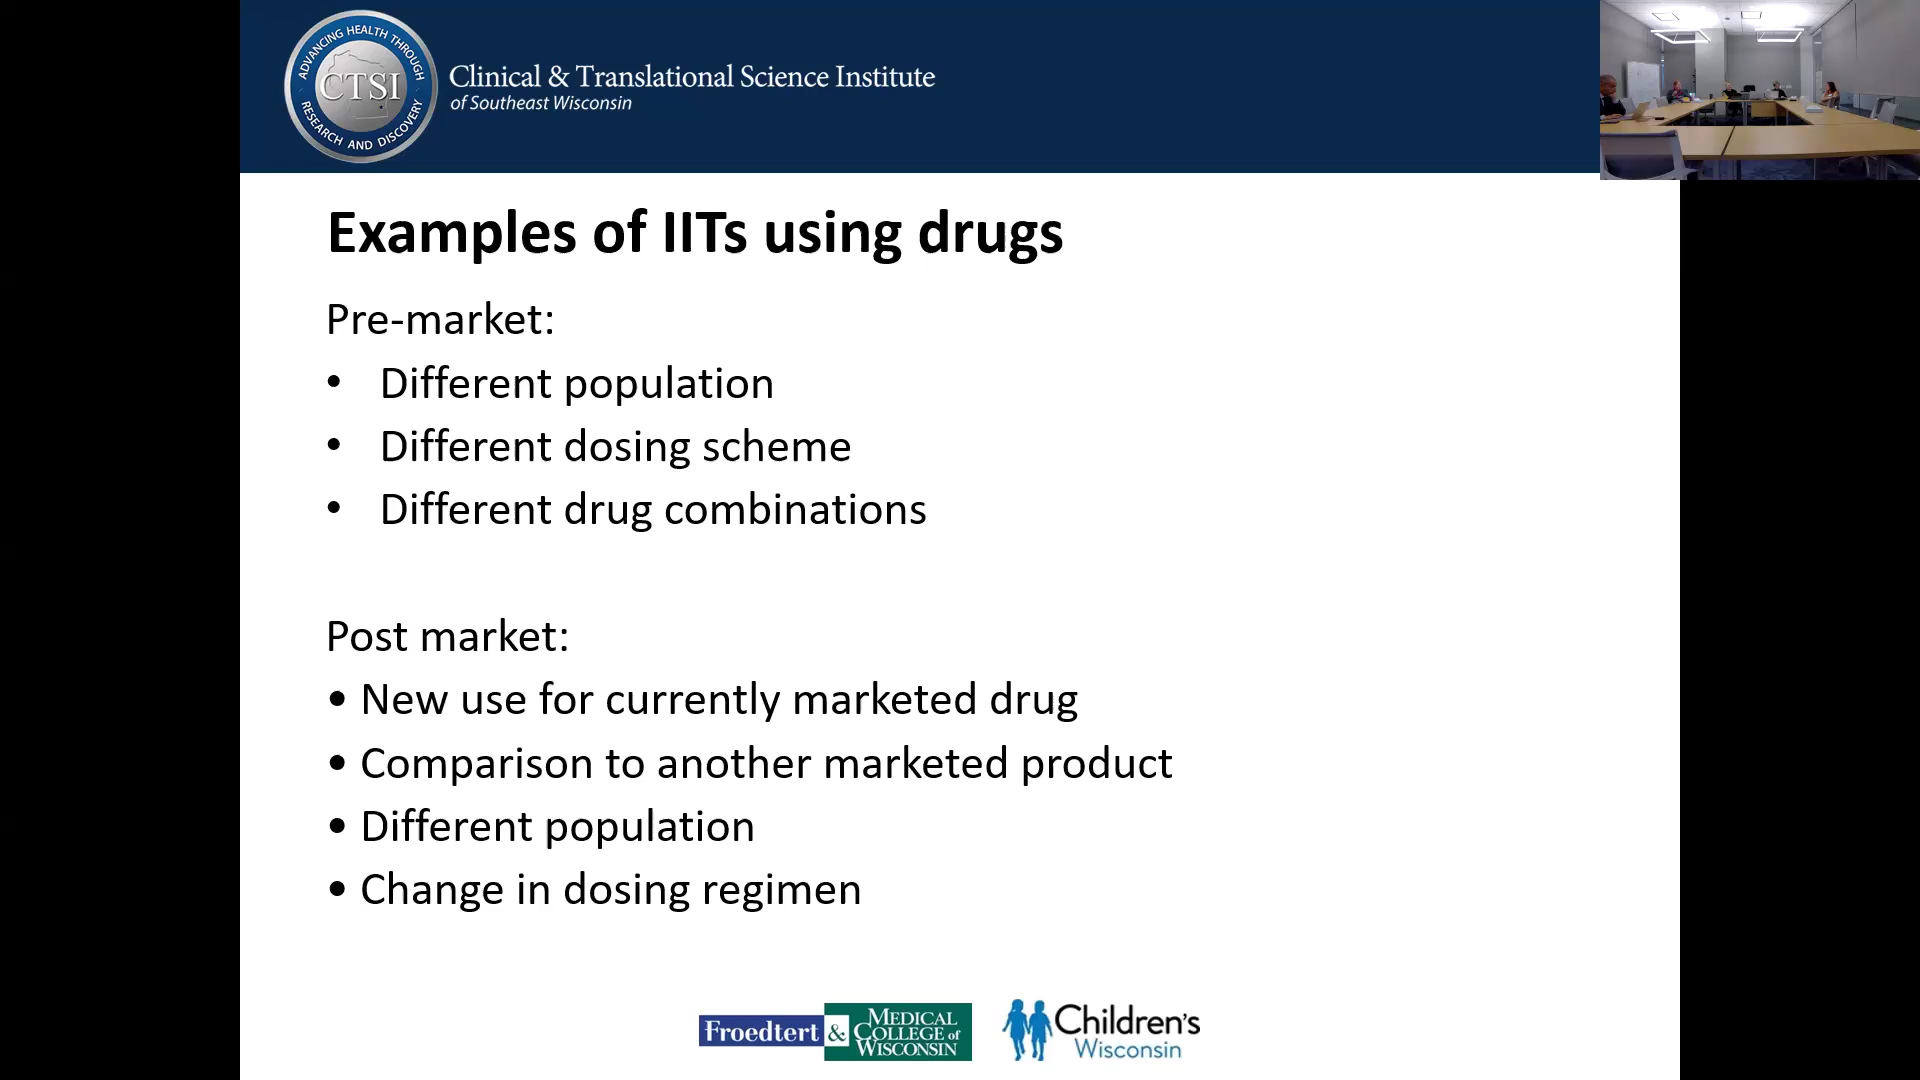 ADVANCING HEALTH THROUGH
CTSI
RESEARCH AND DISCOVERY
Clinical & Translational Science Institute
of Southeast Wisconsin
Examples of IITs using drugs
Pre-market:
• Different population
• Different dosing scheme
• Different drug combinations
Post market:
• New use for currently marketed drug
• Comparison to another marketed product
• Different population
• Change in dosing regimen
Froedtert & MEDICAL
COLLEGE of
WISCONSIN
Children's
Wisconsin